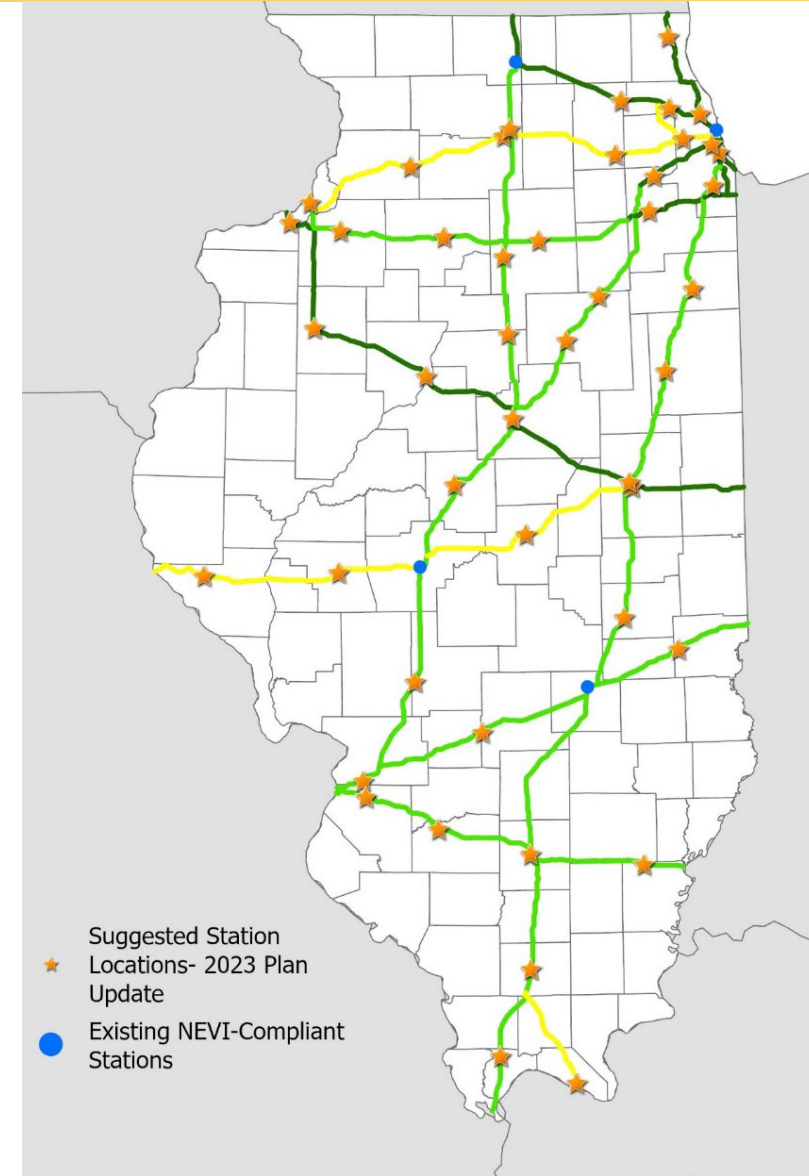 Suggested Station
Locations- 2023 Plan
Update
Existing NEVI-Compliant
Stations